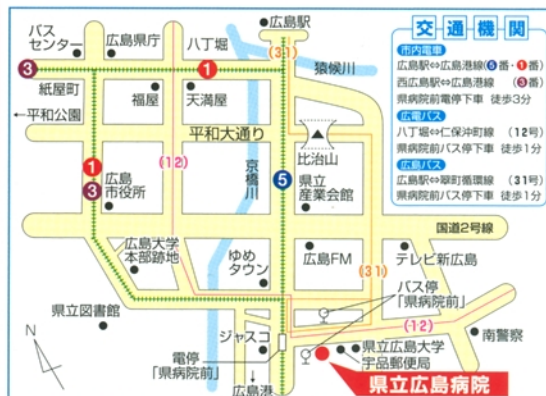 バス
センター
広島県庁
八丁堀
広島駅
(31)
猿候川
3
1
紙屋町
←平和公園
福屋
天満屋
平和大通り
比治山
(12)
京橋川
1
3
広島
市役所
5
県立
産業会館
国道2号線
広島大学
本部跡地
ゆめ
タウン
広島FM
テレビ新広島
(31)
バス停
「県病院前」
県立図書館
N
ジャスコ
(12)
南警察
電停
「県病院前」
県立広島大学
宇品郵便局
↓
広島港
県立広島病院
交通機関
市内電車
広島駅⇔広島港線(5番・1番)
西広島駅⇔広島港線 (3番)
県病院前電停下車 徒歩3分
広電バス
八丁堀⇔仁保沖町線 (12号)
県病院前バス停下車 徒歩1分
広島バス
広島駅⇔翠町循環線 (31号)
県病院前バス停下車 徒歩1分